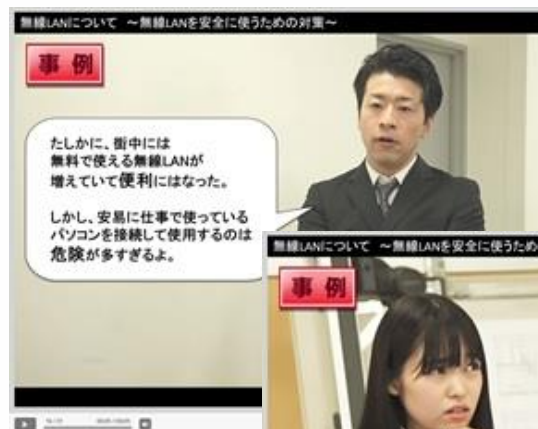 無線LANについて ～無線LANを安全に使うための対策～
事例
たしかに、街中には
無料で使える無線LANが
増えていて便利にはなった。
しかし、安易に仕事で使っている
パソコンを接続して使用するのは
危険が多すぎるよ。
無線LANについて ～無線LANを安全に使うため
事例